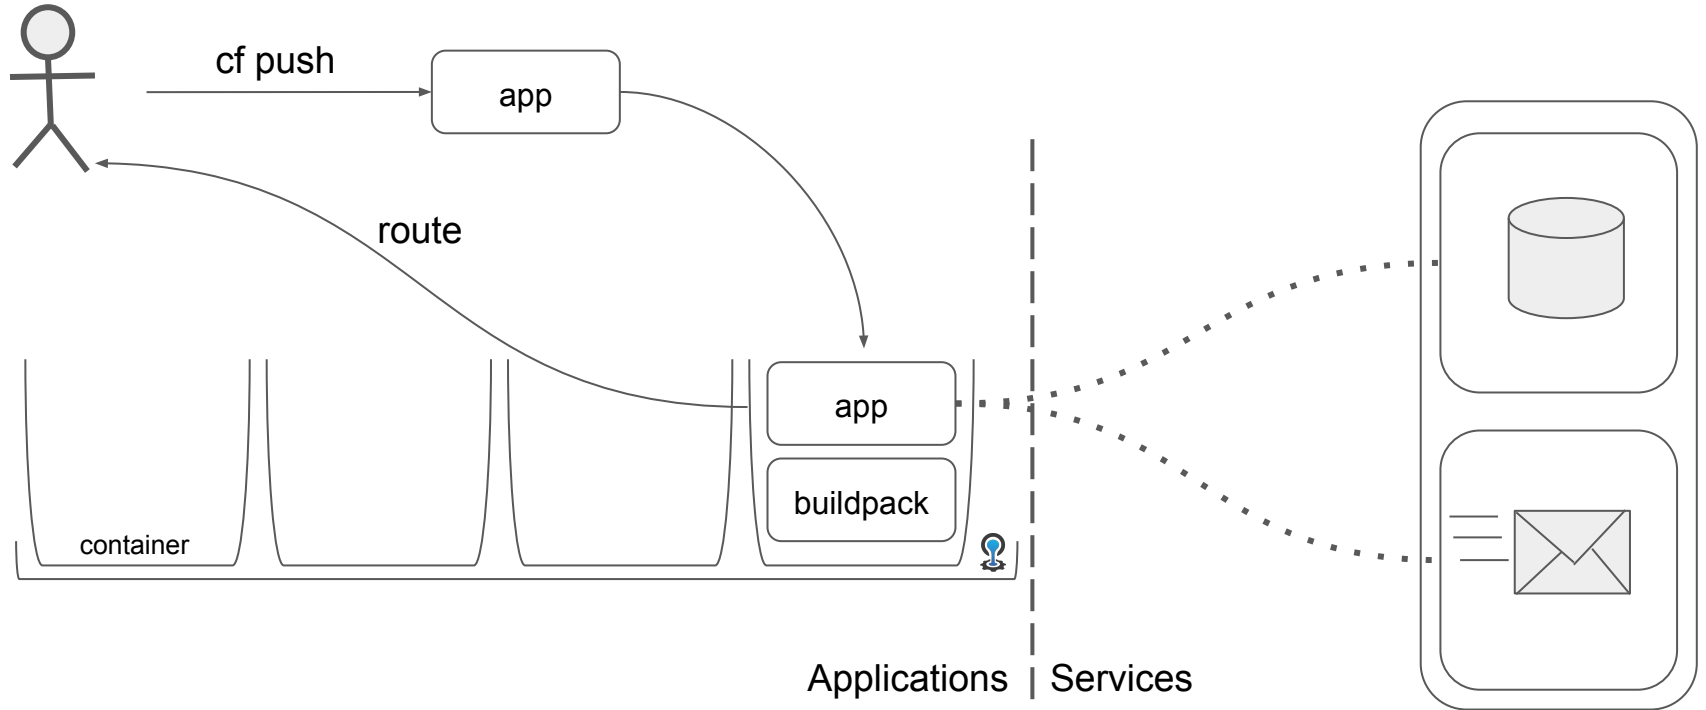 cf push
app
route
app
buildpack
container
Applications
Services